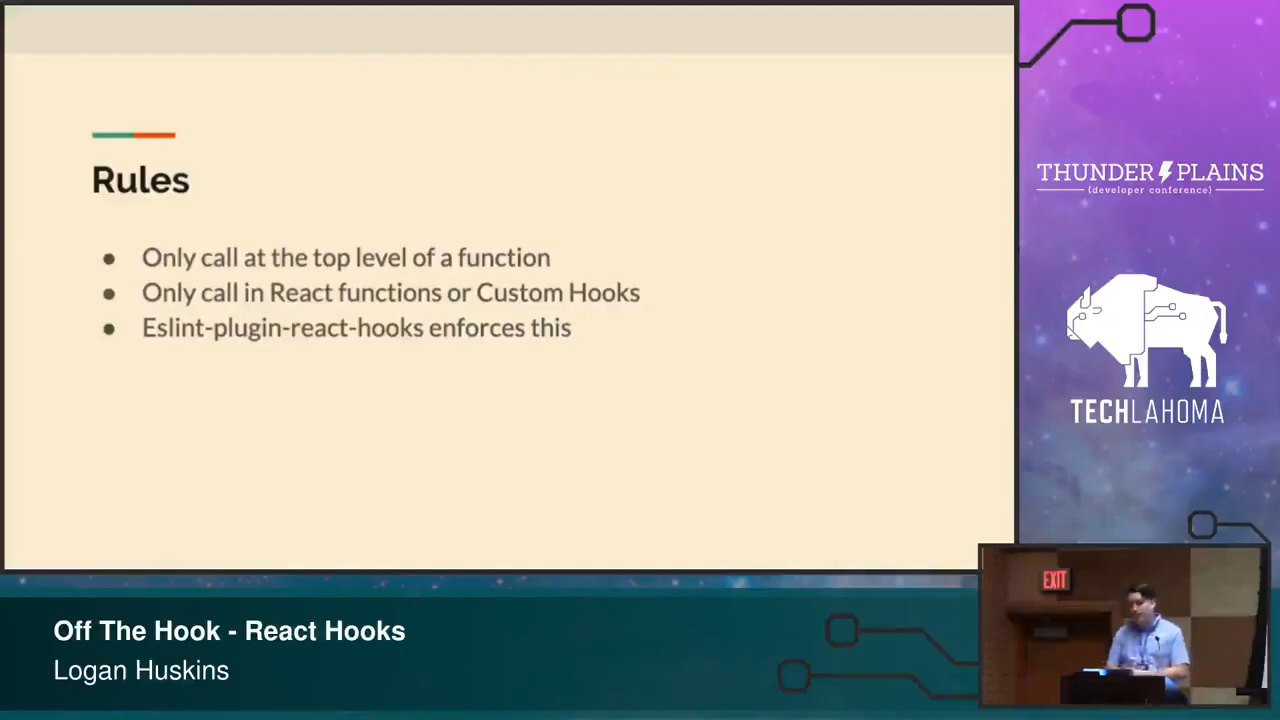 Rules
● Only call at the top level of a function
● Only call in React functions or Custom Hooks
● Eslint-plugin-react-hooks enforces this
THUNDER PLAINS
{developer conference}
TECHLAHOMA
EXIT
Off The Hook - React Hooks
Logan Huskins